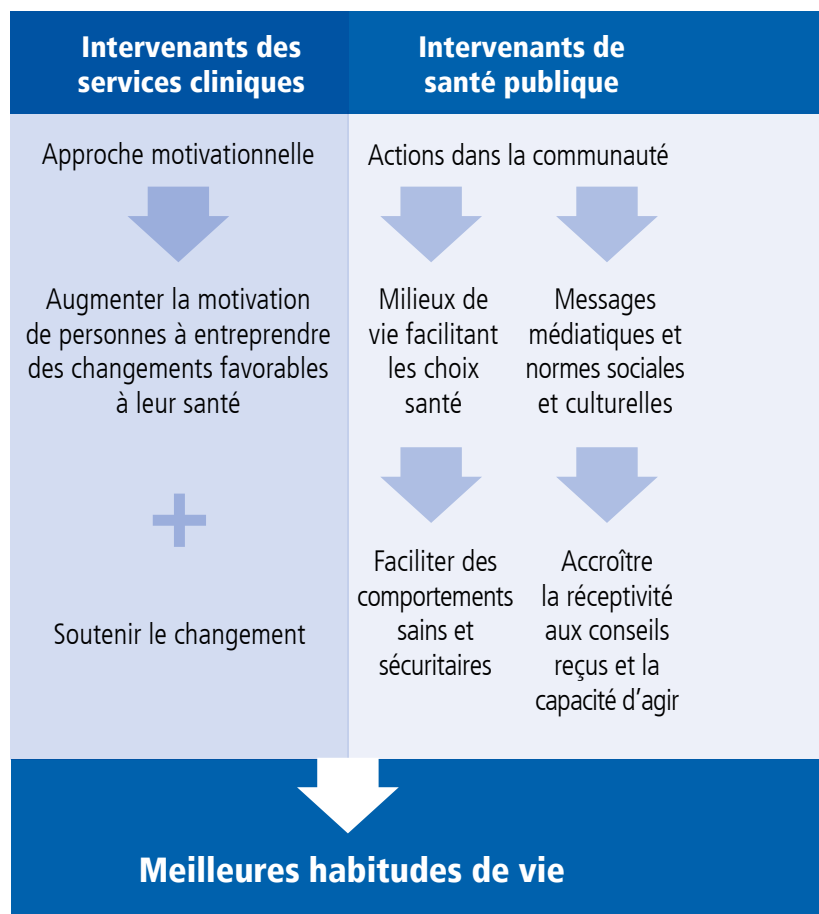 Intervenants des
services cliniques
Intervenants de
santé publique
Approche motivationnelle
Augmenter la motivation
de personnes à entreprendre
des changements favorables
à leur santé
+
Soutenir le changement
Actions dans la communauté
Milieux de
vie facilitant
les choix
santé
Faciliter des
comportements
sains et
sécuritaires
Messages
médiatiques et
normes sociales
et culturelles
Accroître
la réceptivité
aux conseils
reçus et la
capacité d’agir
Meilleures habitudes de vie